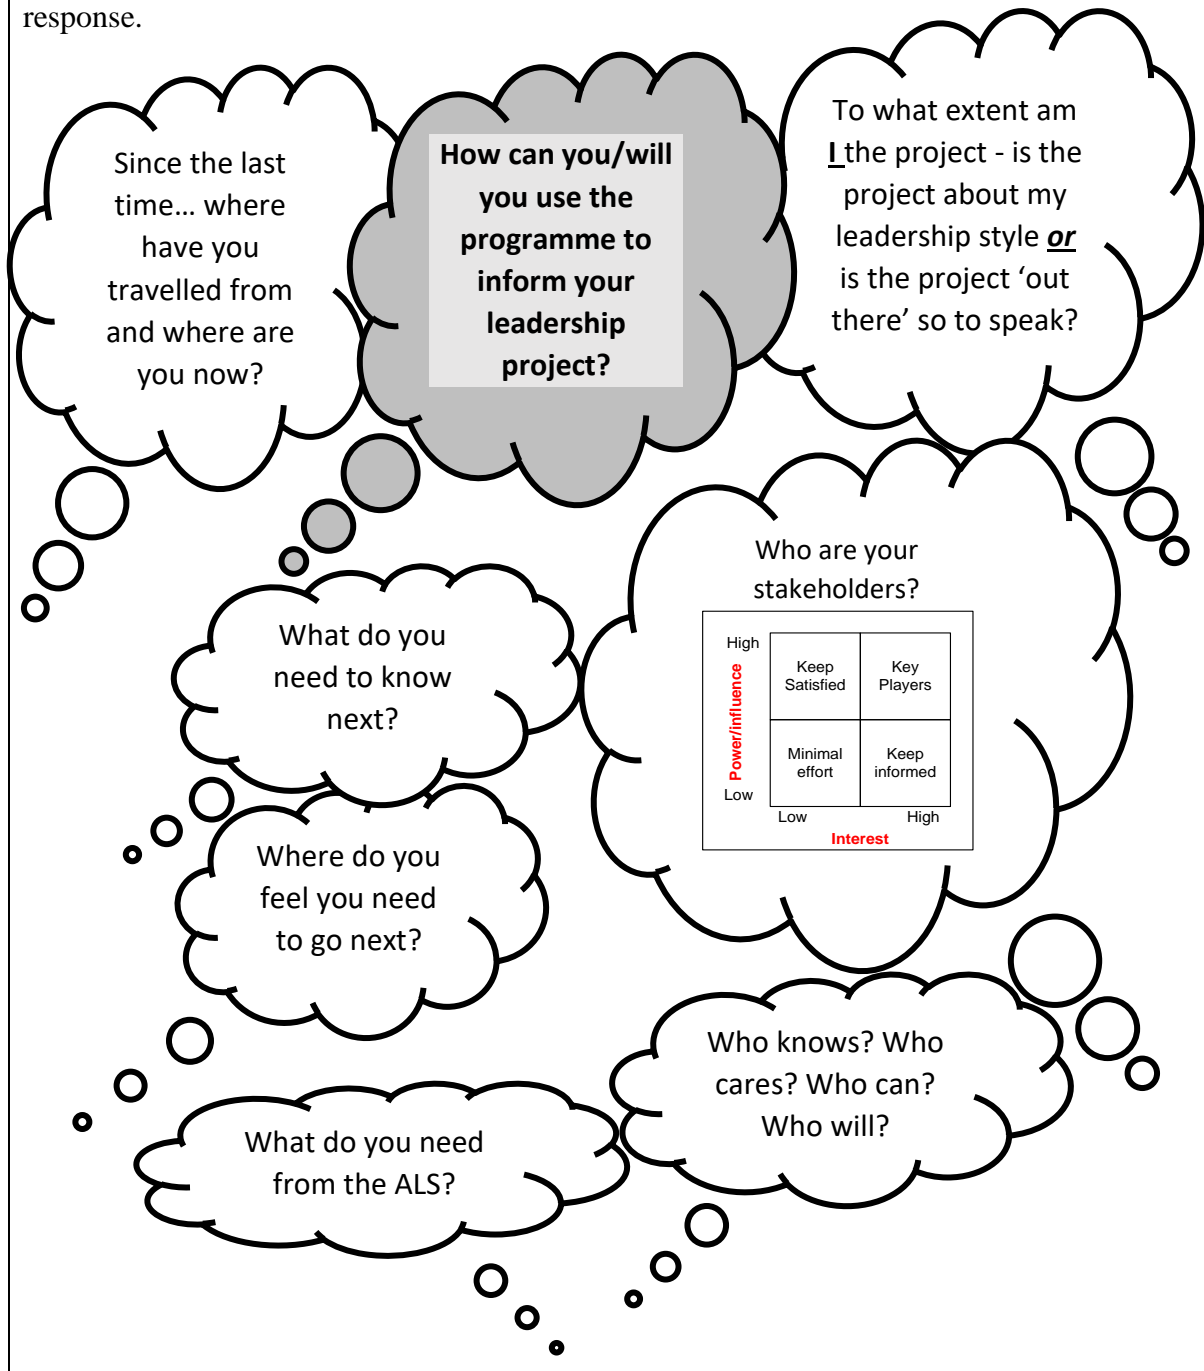 response.
Since the last
time... where
have you
travelled from
and where are
you now?
How can you/will
you use the
programme to
inform your
leadership
project?
To what extent am
I the project - is the
project about my
leadership style or
is the project ‘out
there’ so to speak?
What do you
need to know
next?
Who are your
stakeholders?
High
Power/influence
Low
Keep
Satisfied
Key
Players
Minimal
effort
Keep
informed
Low
High
Interest
Where do you
feel you need
to go next?
Who knows? Who
cares? Who can?
Who will?
What do you need
from the ALS?